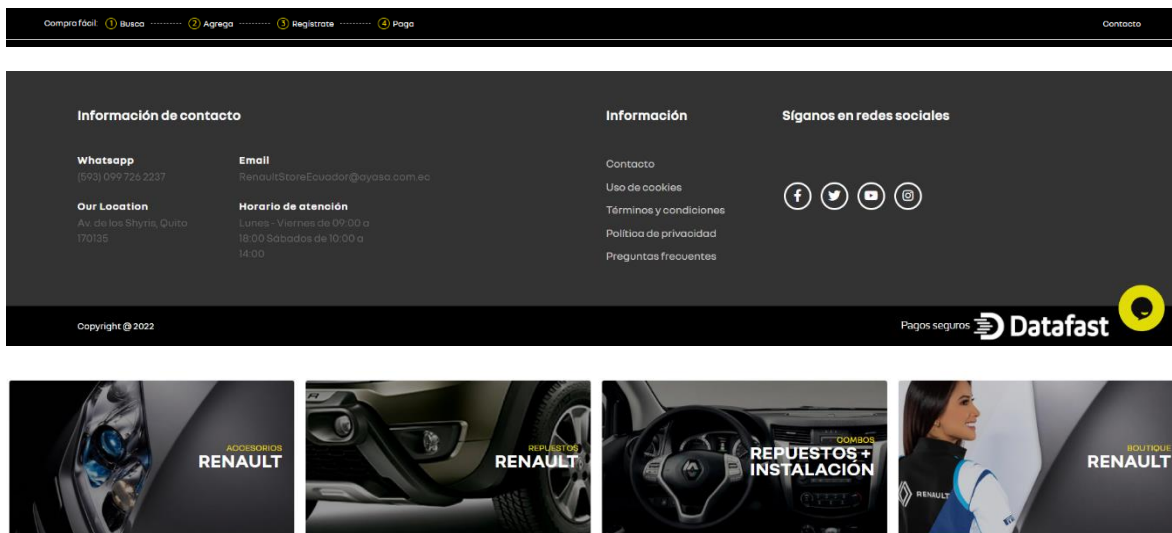 Compra fácil: 1 Busca ---------- 2 Agrega ---------- 3 Regístrate ---------- 4 Pago
Contacto
Información de contacto
Whatsapp
(593) 099 726 2237
Email
RenaultStoreEcuador@ayasa.com.ec
Our Location
Av. de los Shyris, Quito
170135
Horario de atención
Lunes - Viernes de 09:00 a
18:00 Sábados de 10:00 a
14:00
Información
Contacto
Uso de cookies
Términos y condiciones
Política de privacidad
Preguntas frecuentes
Síganos en redes sociales
Copyright @ 2022
Pagos seguros Datafast
ACCESORIOS
RENAULT
REPUESTOS
RENAULT
COMBOS
REPUESTOS +
INSTALACIÓN
BOUTIQUE
RENAULT
RENAULT